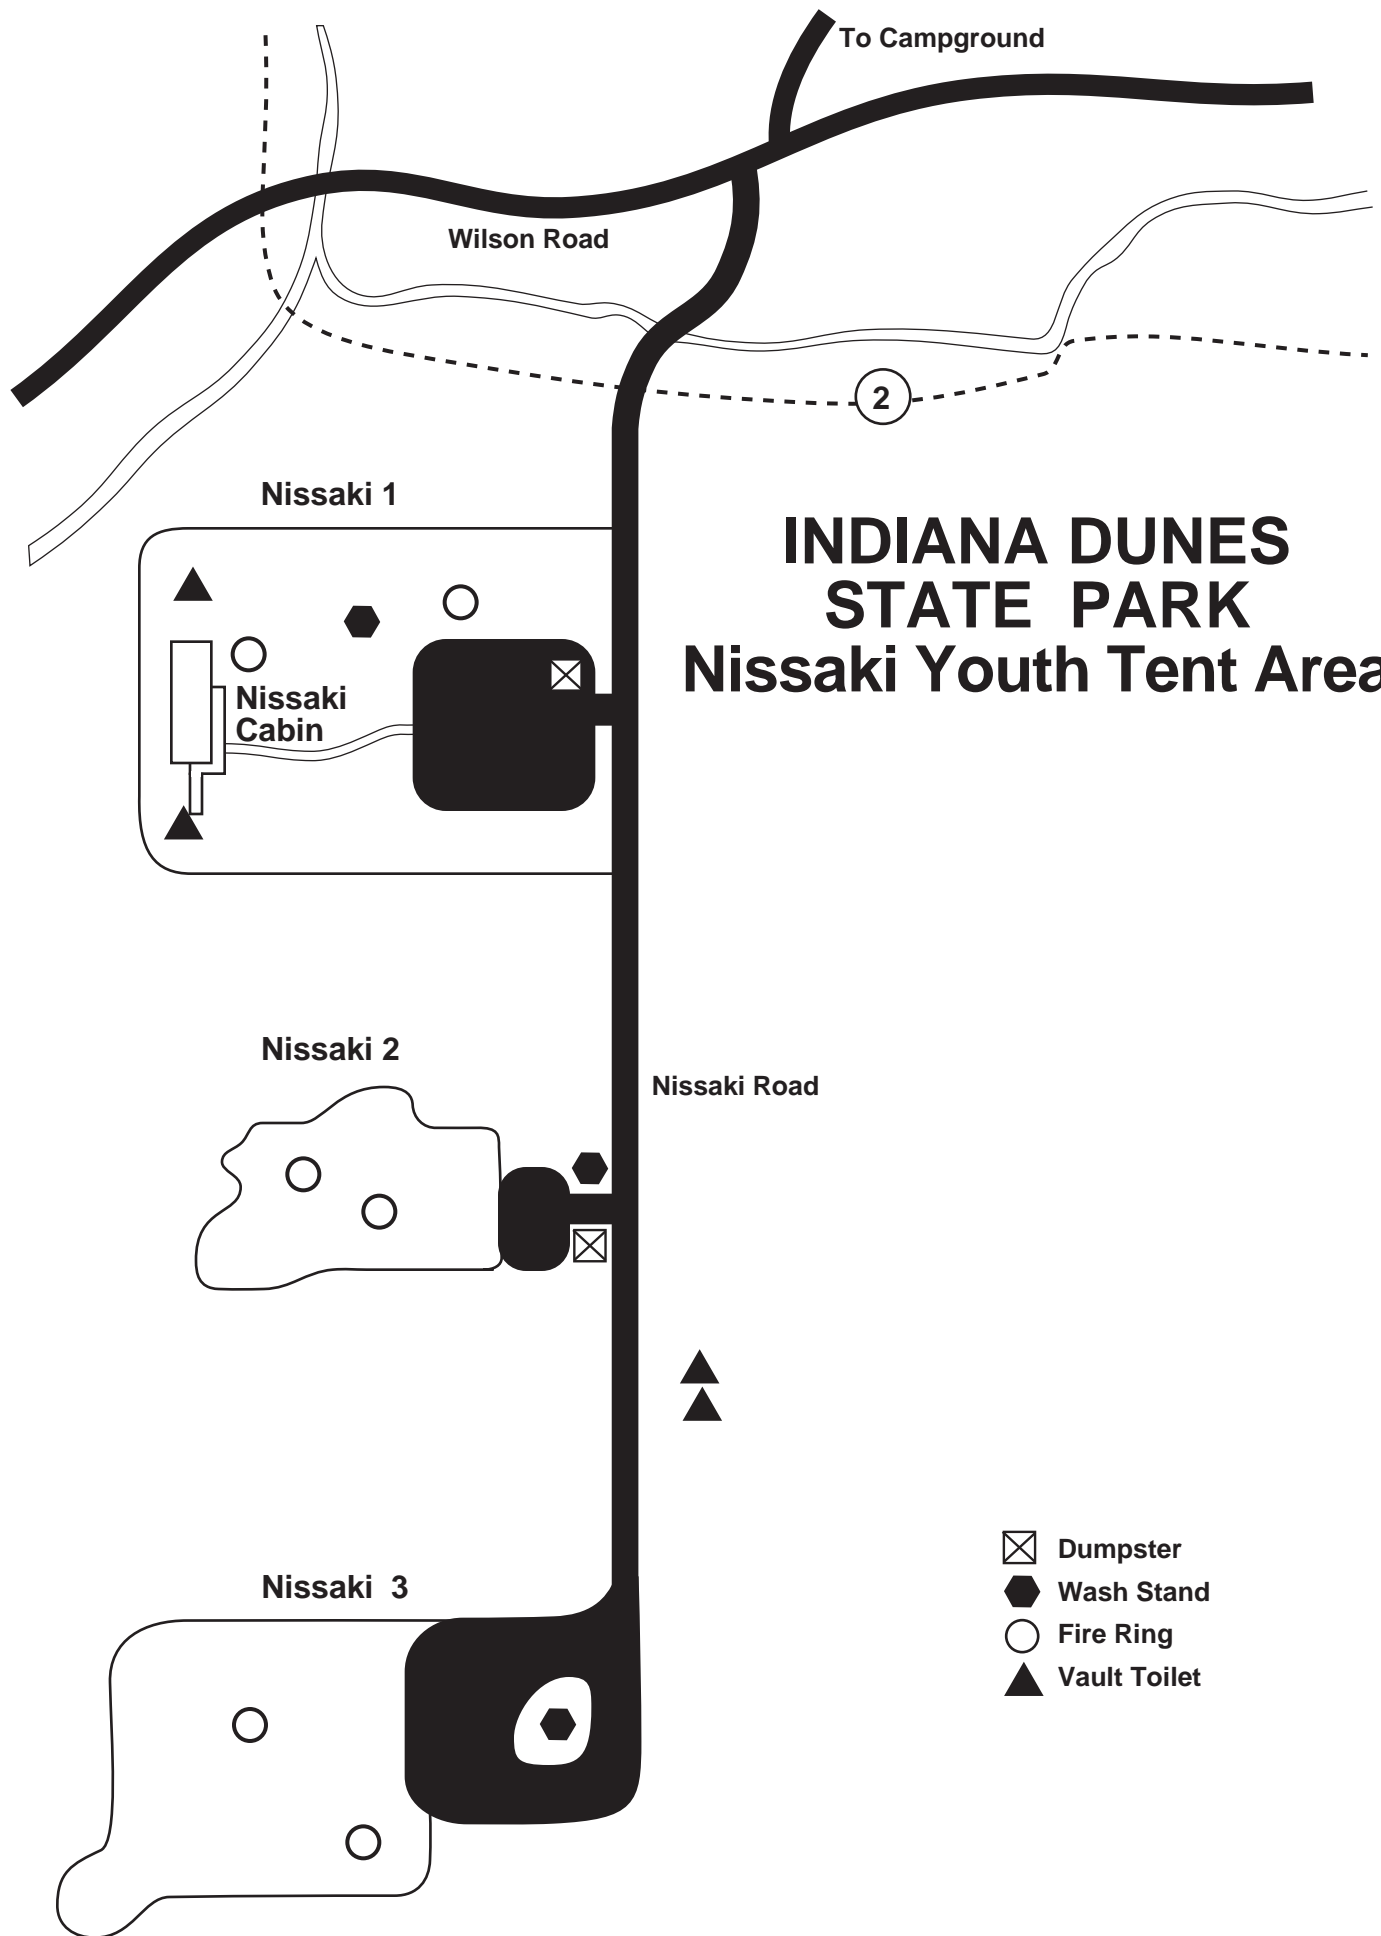 To Campground
Wilson Road
2
Nissaki 1
INDIANA DUNES
STATE PARK
Nissaki Youth Tent Area
Nissaki
Cabin
Nissaki 2
Nissaki Road
Nissaki 3
Dumpster
Wash Stand
Fire Ring
Vault Toilet